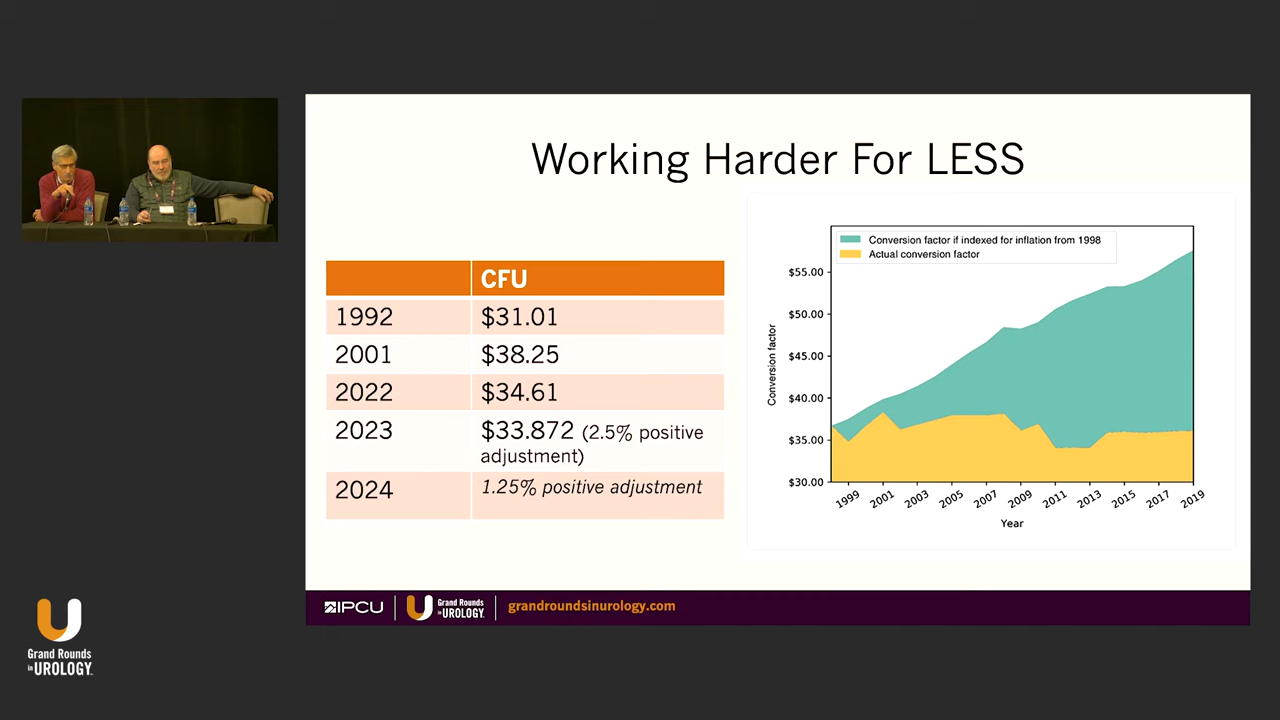 Working Harder For LESS
CFU
1992 $31.01
2001 $38.25
2022 $34.61
2023 $33.872 (2.5% positive
adjustment)
2024 1.25% positive adjustment
Conversion factor if indexed for inflation from 1998
Actual conversion factor
$55.00
$50.00
$45.00
$40.00
$35.00
$30.00
Conversion factor
1999 2001 2003 2005 2007 2009 2011 2013 2015 2017 2019
Year
IPCU
Grand Rounds
in UROLOGY
grandroundsinurology.com
Grand Rounds
in UROLOGY